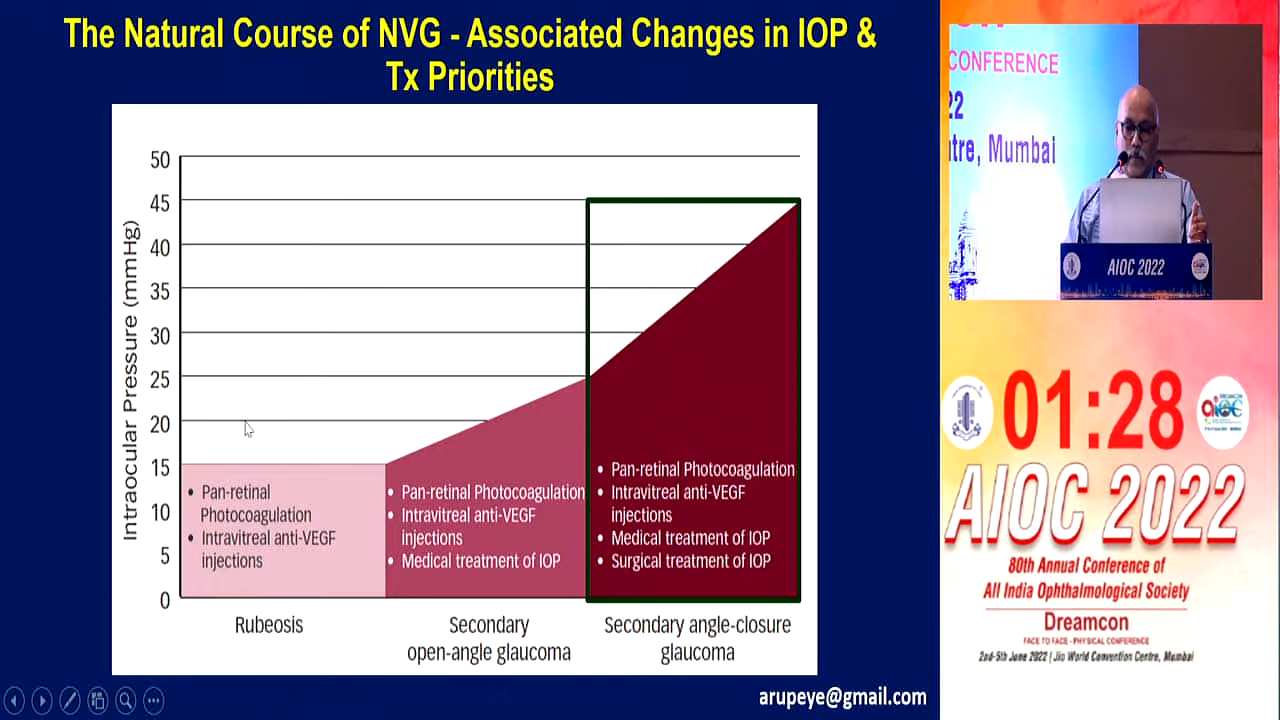 The Natural Course of NVG - Associated Changes in IOP &
Tx Priorities
Intraocular Pressure (mmHg)
50
45
40
35
30
25
20
15
10
5
0
• Pan-retinal
Photocoagulation
• Intravitreal anti-VEGF
injections
• Pan-retinal Photocoagulation
• Intravitreal anti-VEGF
injections
• Medical treatment of IOP
• Pan-retinal Photocoagulation
• Intravitreal anti-VEGF
injections
• Medical treatment of IOP
• Surgical treatment of IOP
Rubeosis
Secondary
open-angle glaucoma
Secondary angle-closure
glaucoma
arupeye@gmail.com
CONFERENCE
22
tre, Mumbai
AIOC 2022
01:28
AIOC 2022
80th Annual Conference of
All India Ophthalmological Society
Dreamcon
FACE TO FACE - PHYSICAL CONFERENCE
2nd-5th June 2022 | Jio World Convention Centre, Mumbai